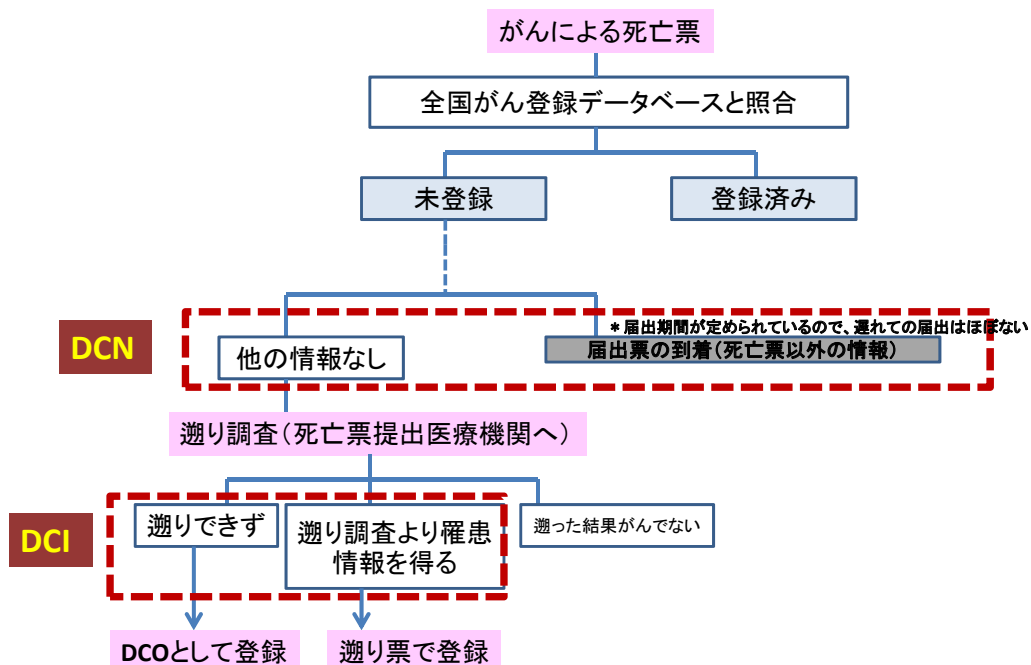 がんによる死亡票
全国がん登録データベースと照合
未登録
登録済み
DCN
*届出期間が定められているので、遅れての届出はほぼない
届出票の到着(死亡票以外の情報)
他の情報なし
遡り調査(死亡票提出医療機関へ)
DCI
遡りできず
遡り調査より罹患
情報を得る
遡った結果がんでない
DCOとして登録
遡り票で登録